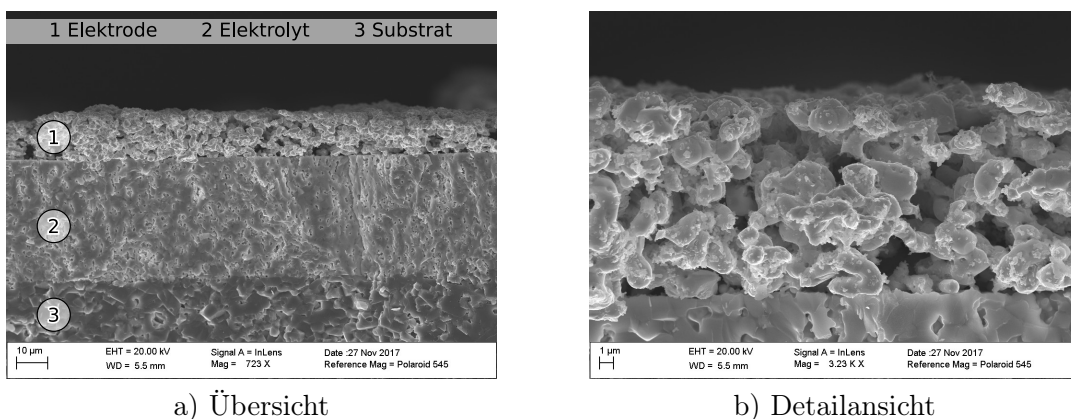 1 Elektrode 2 Elektrolyt 3 Substrat
1
2
3
10 µm
EHT = 20.00 kV
WD = 5.5 mm
Signal A = InLens
Mag = 723 X
Date :27 Nov 2017
Reference Mag = Polaroid 545
a) Übersicht
1 µm
EHT = 20.00 kV
WD = 5.5 mm
Signal A = InLens
Mag = 3.23 K X
Date :27 Nov 2017
Reference Mag = Polaroid 545
b) Detailansicht